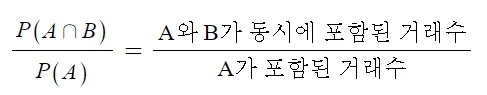 P(A∩B) / P(A) = A와 B가 동시에 포함된 거래수 / A가 포함된 거래수